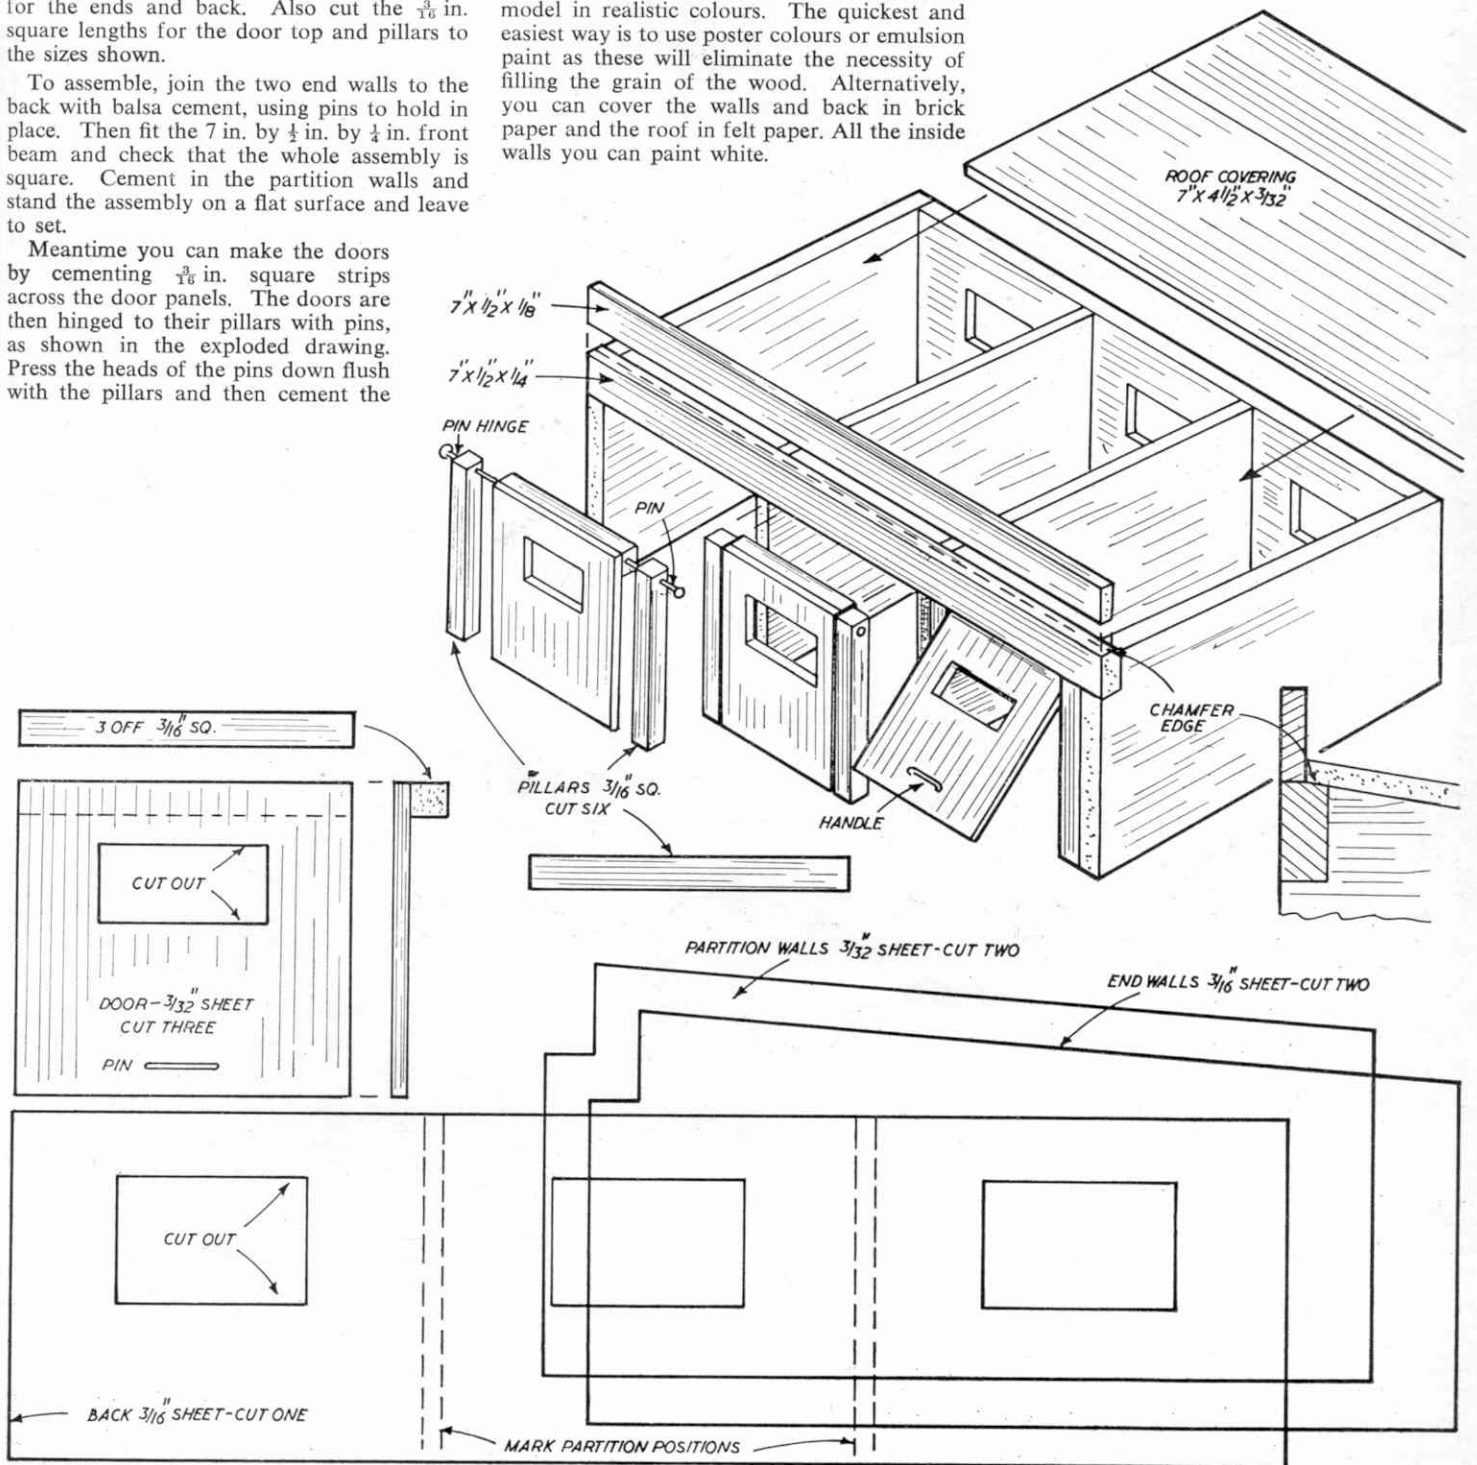 for the ends and back. Also cut the 3/16 in.
square lengths for the door top and pillars to
the sizes shown.
To assemble, join the two end walls to the
back with balsa cement, using pins to hold in
place. Then fit the 7 in. by ½ in. by ¼ in. front
beam and check that the whole assembly is
square. Cement in the partition walls and
stand the assembly on a flat surface and leave
to set.
Meantime you can make the doors
by cementing 3/16 in. square strips
across the door panels. The doors are
then hinged to their pillars with pins,
as shown in the exploded drawing.
Press the heads of the pins down flush
with the pillars and then cement the
model in realistic colours. The quickest and
easiest way is to use poster colours or emulsion
paint as these will eliminate the necessity of
filling the grain of the wood. Alternatively,
you can cover the walls and back in brick
paper and the roof in felt paper. All the inside
walls you can paint white.
ROOF COVERING
7" X 4 1/2" X 3/32"
7" X 1/2" X 1/8"
7" X 1/2" X 1/4"
PIN HINGE
PIN
CHAMFER
EDGE
3 OFF 3/16" SQ.
PILLARS 3/16" SQ.
CUT SIX
HANDLE
CUT OUT
DOOR-3/32" SHEET
CUT THREE
PIN
PARTITION WALLS 3/32" SHEET-CUT TWO
END WALLS 3/16" SHEET-CUT TWO
CUT OUT
BACK 3/16" SHEET-CUT ONE
MARK PARTITION POSITIONS